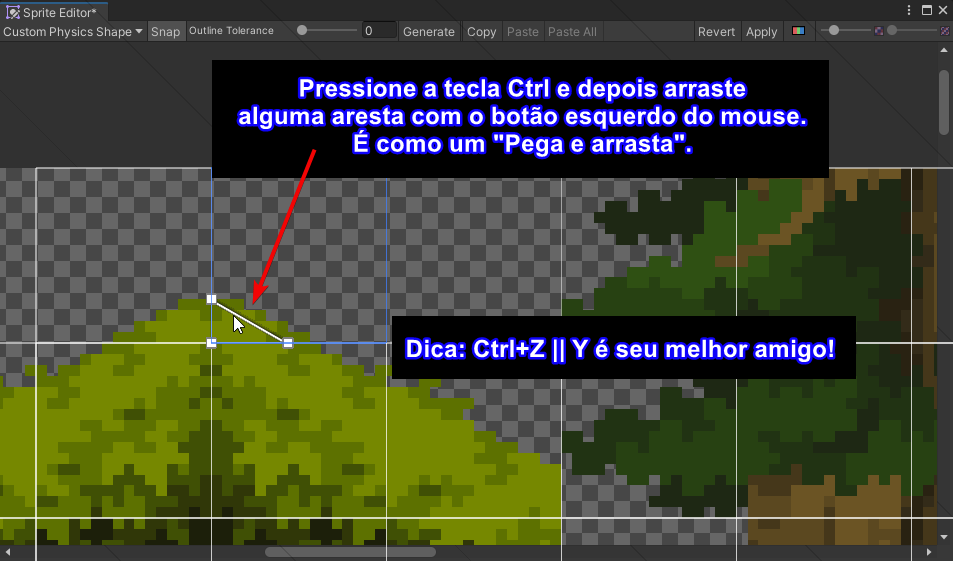 Sprite Editor*
Custom Physics Shape Snap Outline Tolerance 0 Generate Copy Paste Paste All Revert Apply
Pressione a tecla Ctrl e depois arraste
alguma aresta com o botão esquerdo do mouse.
É como um "Pega e arrasta".
Dica: Ctrl+Z || Y é seu melhor amigo!